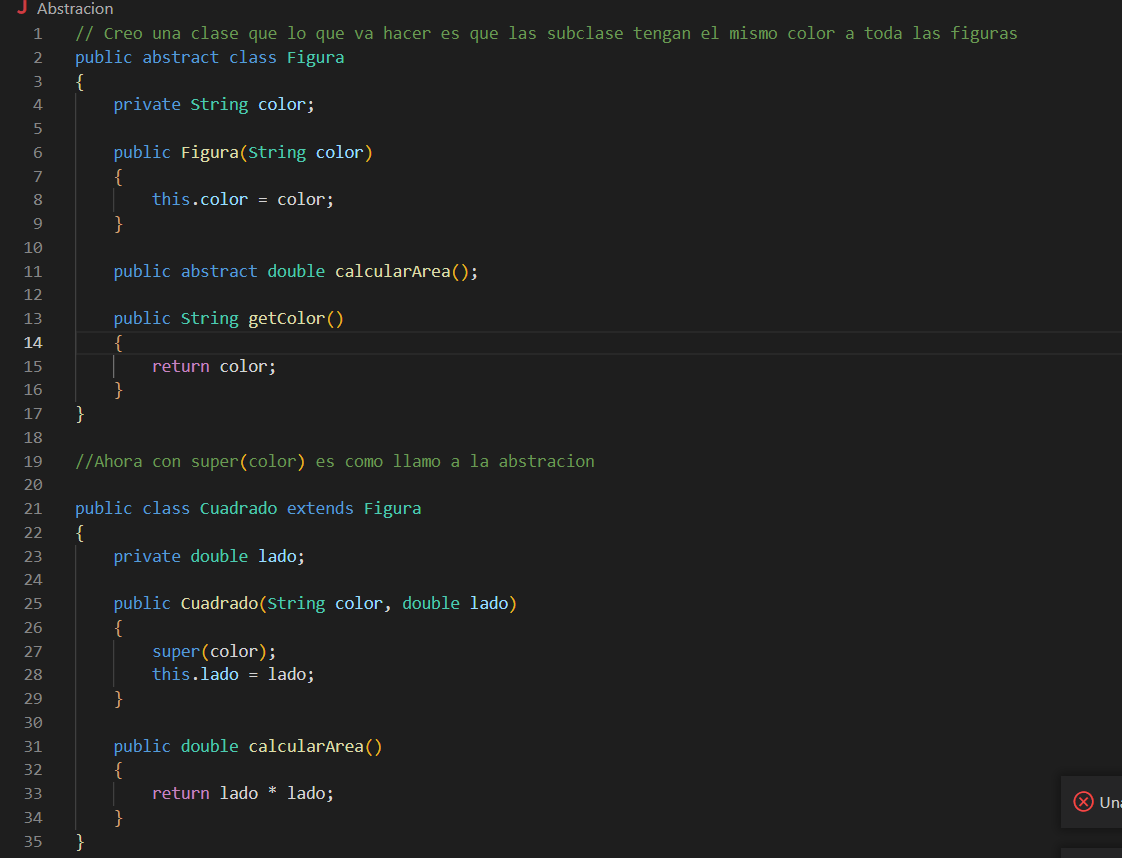 J Abstracion
1 // Creo una clase que lo que va hacer es que las subclase tengan el mismo color a toda las figuras
2 public abstract class Figura
3 {
4 private String color;
5
6 public Figura(String color)
7 {
8 this.color = color;
9 }
10
11 public abstract double calcularArea();
12
13 public String getColor()
14 {
15 return color;
16 }
17 }
18
19 //Ahora con super(color) es como llamo a la abstracion
20
21 public class Cuadrado extends Figura
22 {
23 private double lado;
24
25 public Cuadrado(String color, double lado)
26 {
27 super(color);
28 this.lado = lado;
29 }
30
31 public double calcularArea()
32 {
33 return lado * lado;
34 }
35 }